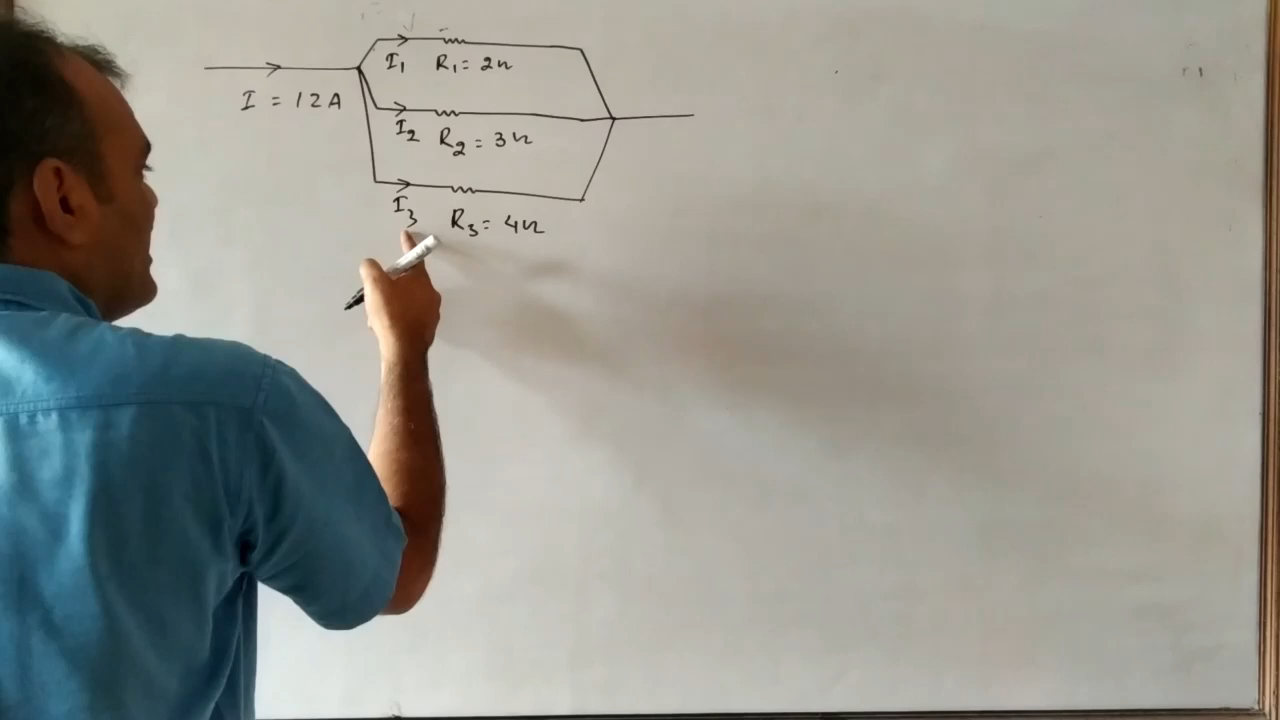 I₁ R₁ = 2Ω
I = 12A
I₂ R₂ = 3Ω
I₃ R₃ = 4Ω